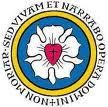 NON MORIAR SED VIVAM ET NARRABO OPERA DOMINI